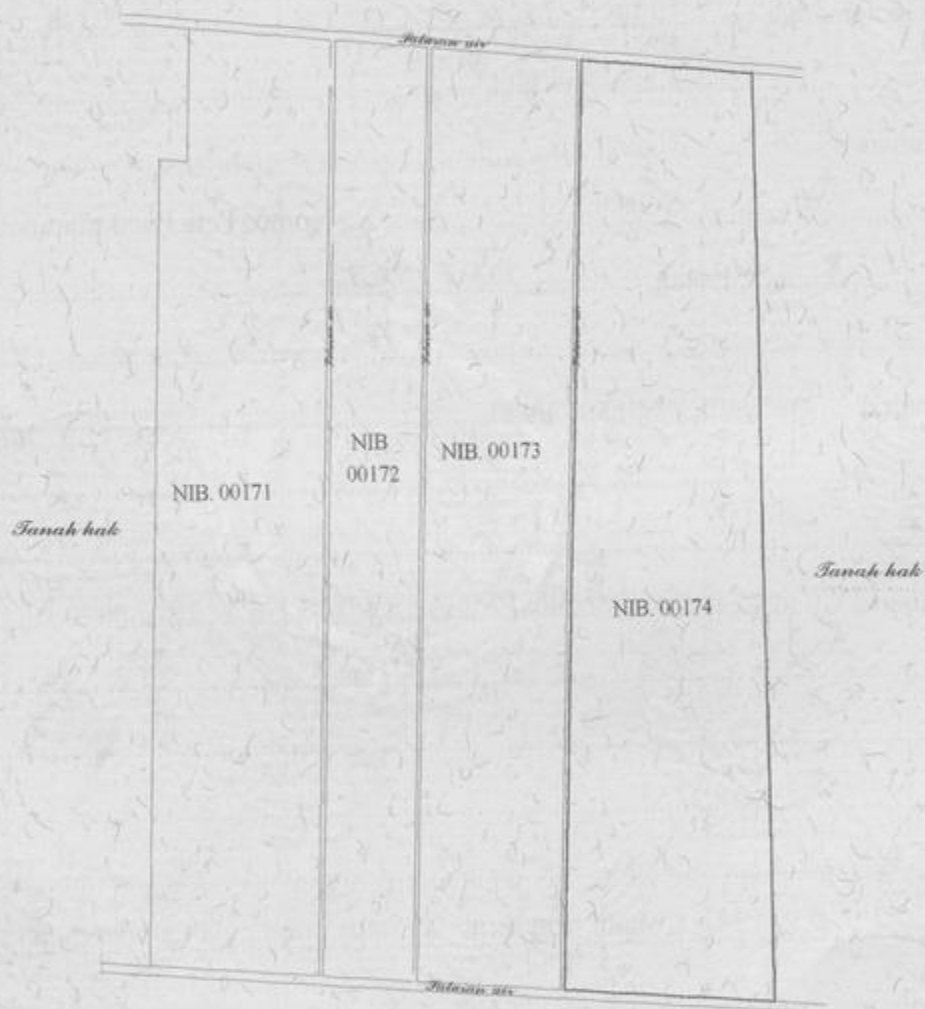 Saluran air
NIB
00172
NIB. 00173
NIB. 00171
Tanah hak
Tanah hak
NIB. 00174
Saluran air